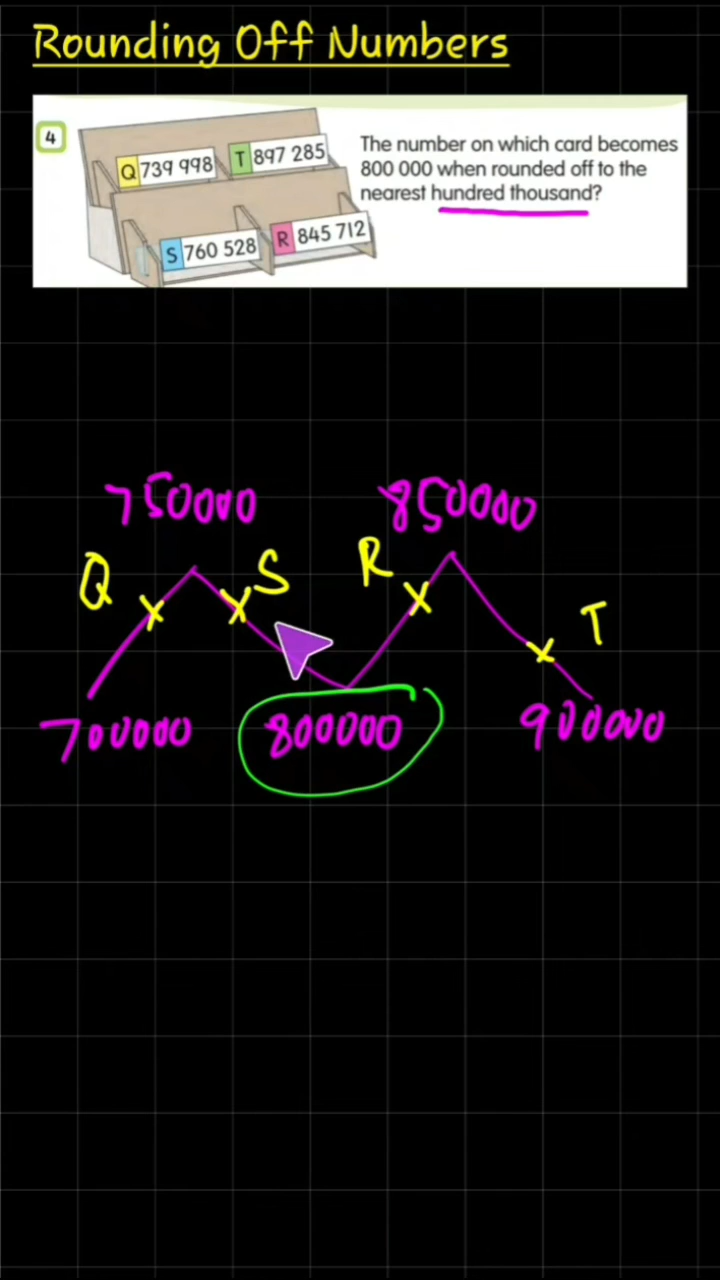 Rounding Off Numbers
4
Q 739 998
T 897 285
S 760 528
R 845 712
The number on which card becomes
800 000 when rounded off to the
nearest hundred thousand?
750000
850000
Q
S
R
T
700000
800000
900000